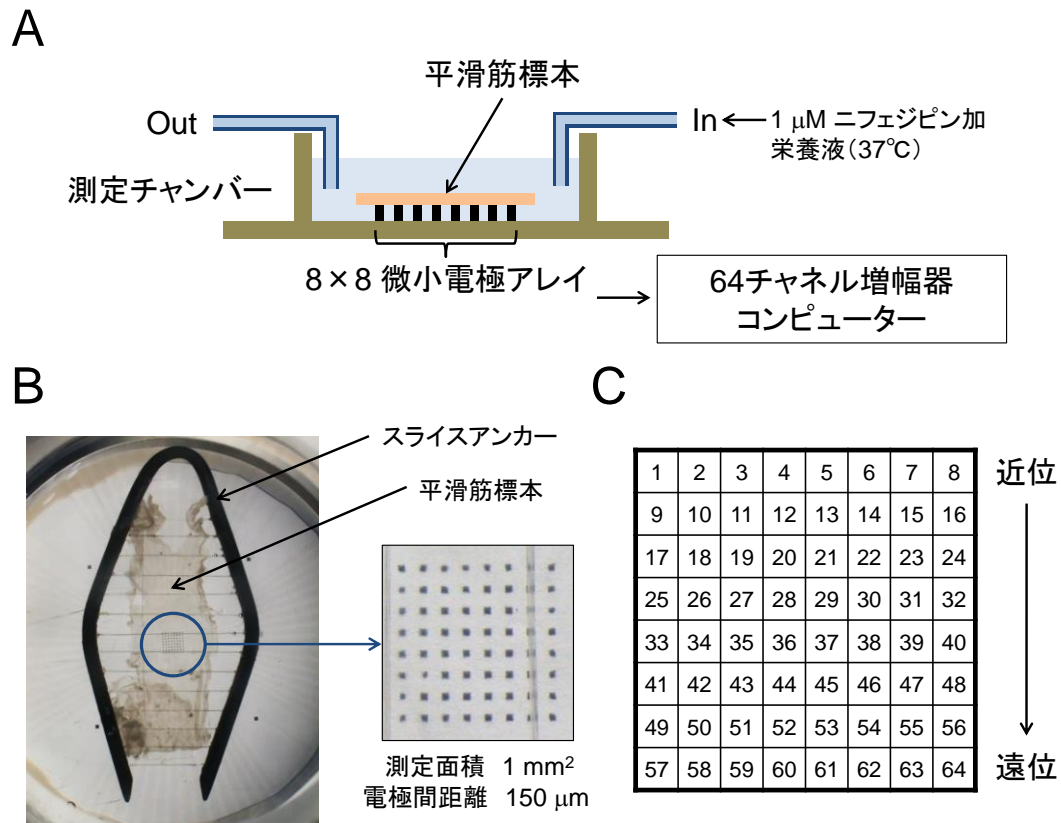 A
平滑筋標本
Out
In
1 μM ニフェジピン加
栄養液(37℃)
測定チャンバー
8×8 微小電極アレイ
64チャネル増幅器
コンピューター
B
スライスアンカー
平滑筋標本
測定面積 1 mm²
電極間距離 150 μm
C
1 2 3 4 5 6 7 8
9 10 11 12 13 14 15 16
17 18 19 20 21 22 23 24
25 26 27 28 29 30 31 32
33 34 35 36 37 38 39 40
41 42 43 44 45 46 47 48
49 50 51 52 53 54 55 56
57 58 59 60 61 62 63 64
近位
遠位